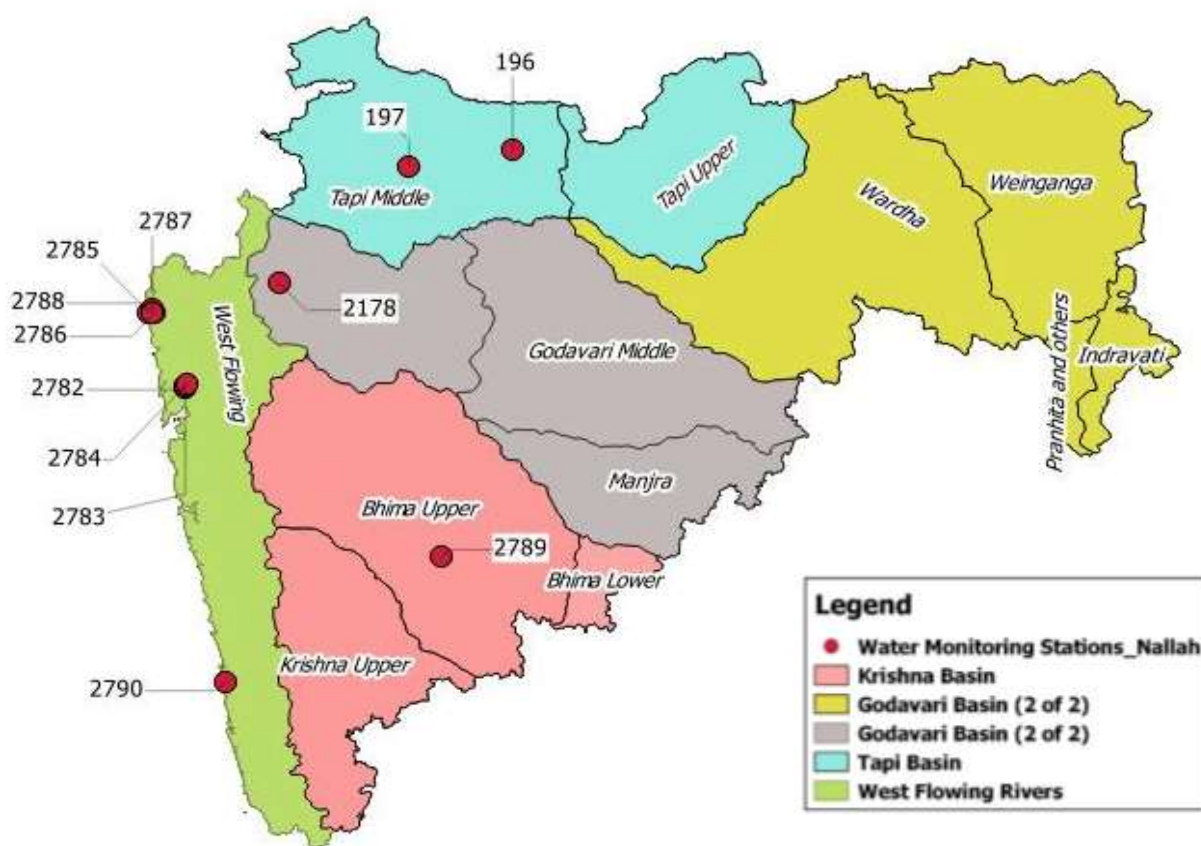 196
197
Tapi Middle
Tapi Upper
Wardha
Weinganga
2787
2785
2788
2786
2178
West Flowing
Godavari Middle
Pranhita and others
Indravati
2782
2784
2783
Manjra
Bhima Upper
2789
Bhima Lower
Krishna Upper
2790
Legend
Water Monitoring Stations_Nallah
Krishna Basin
Godavari Basin (2 of 2)
Godavari Basin (2 of 2)
Tapi Basin
West Flowing Rivers